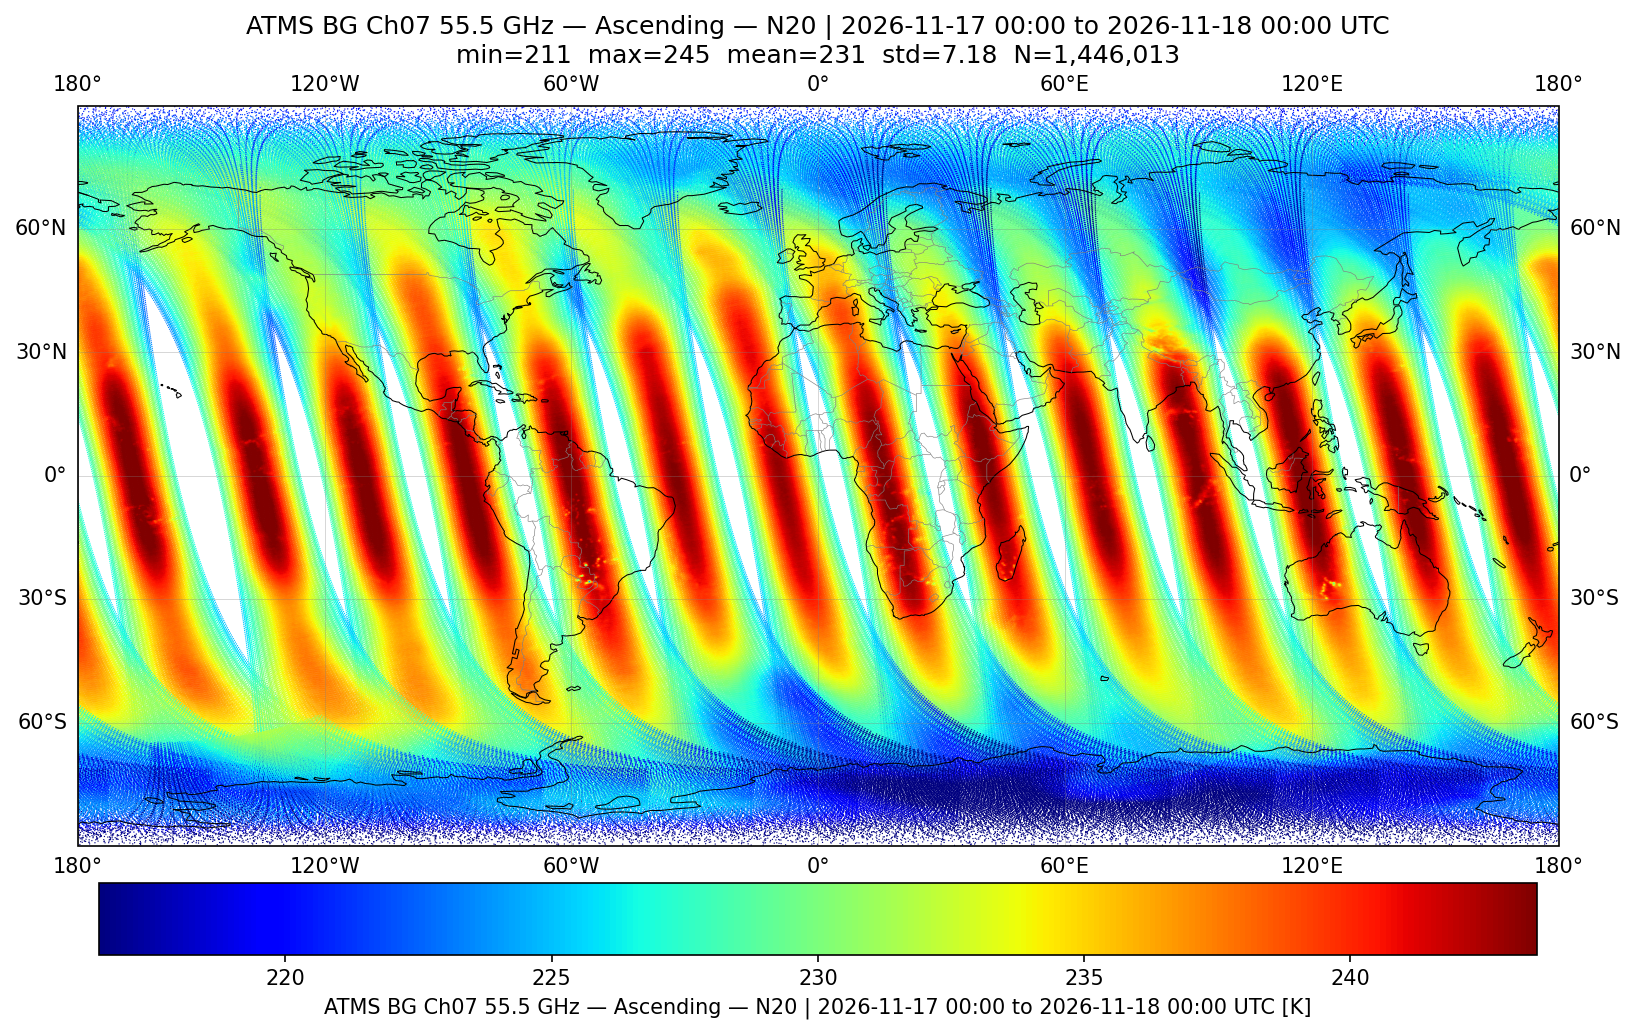 ATMS BG Ch07 55.5 GHz — Ascending — N20 | 2026-11-17 00:00 to 2026-11-18 00:00 UTC
min=211 max=245 mean=231 std=7.18 N=1,446,013
180° 120°W 60°W 0° 60°E 120°E 180°
60°N 60°N
30°N 30°N
0° 0°
30°S 30°S
60°S 60°S
180° 120°W 60°W 0° 60°E 120°E 180°
220 225 230 235 240
ATMS BG Ch07 55.5 GHz — Ascending — N20 | 2026-11-17 00:00 to 2026-11-18 00:00 UTC [K]